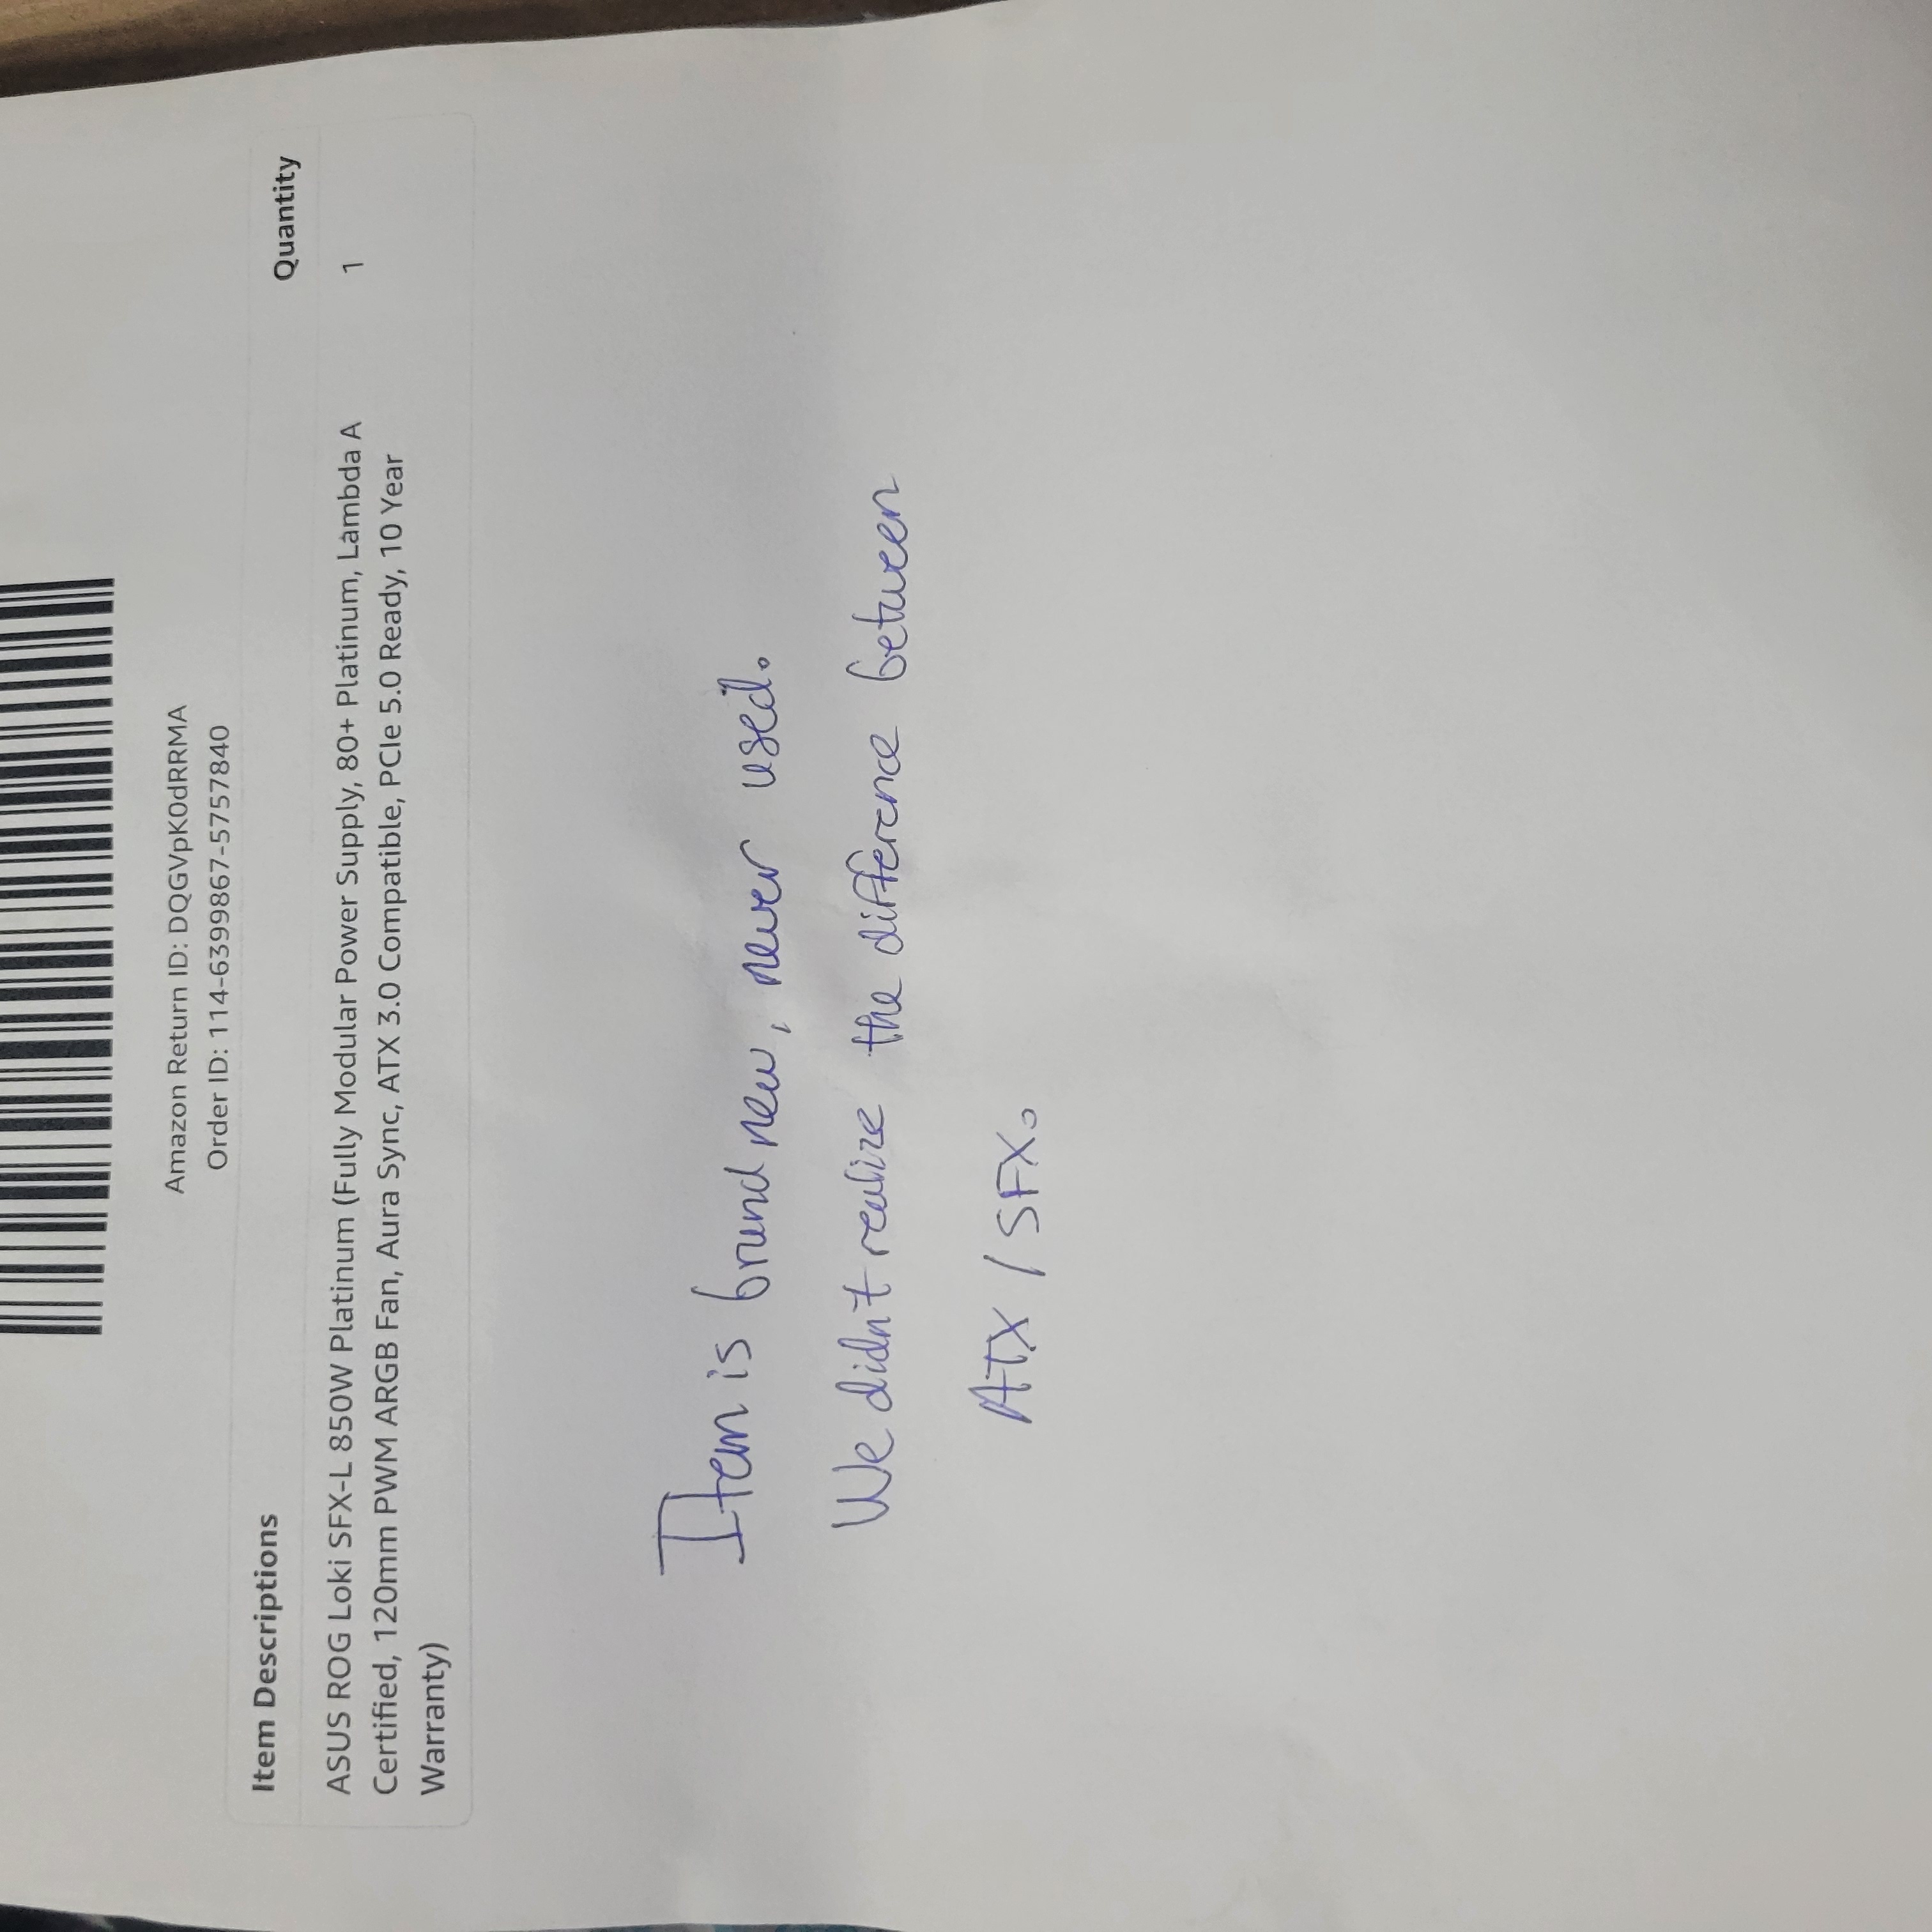 Amazon Return ID: DQGVpK0dRRMA
Order ID: 114-6399867-5757840
Item Descriptions Quantity
ASUS ROG Loki SFX-L 850W Platinum (Fully Modular Power Supply, 80+ Platinum, Lambda A 1
Certified, 120mm PWM ARGB Fan, Aura Sync, ATX 3.0 Compatible, PCIe 5.0 Ready, 10 Year
Warranty)
Item is brand new, never used.
We didn't realize the difference between
ATX / SFX.